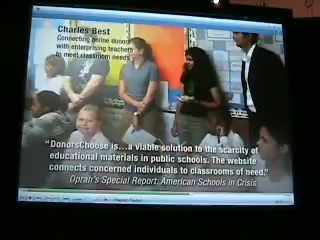 Charles Best
Connecting online donors
with enterprising teachers
to meet classroom needs
“DonorsChoose is...a viable solution to the scarcity of
educational materials in public schools. The website
connects concerned individuals to classrooms of need.”
Oprah's Special Report: American Schools in Crisis